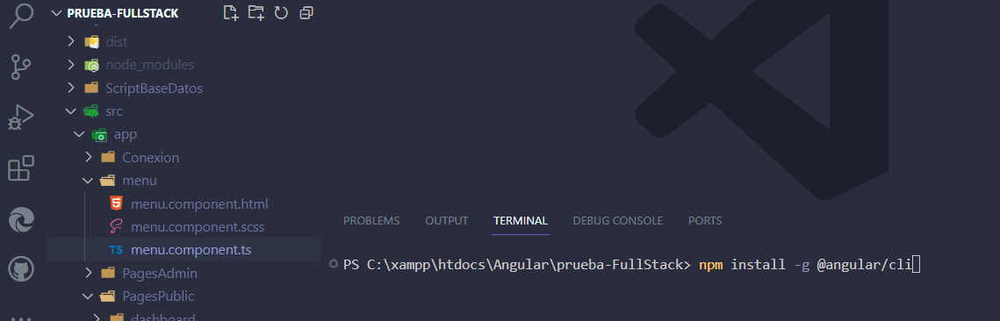 PRUEBA-FULLSTACK
dist
node_modules
ScriptBaseDatos
src
app
Conexion
menu
menu.component.html
menu.component.scss
TS menu.component.ts
PagesAdmin
PagesPublic
dashboard
PROBLEMS OUTPUT TERMINAL DEBUG CONSOLE PORTS
PS C:\xampp\htdocs\Angular\prueba-FullStack> npm install -g @angular/cli